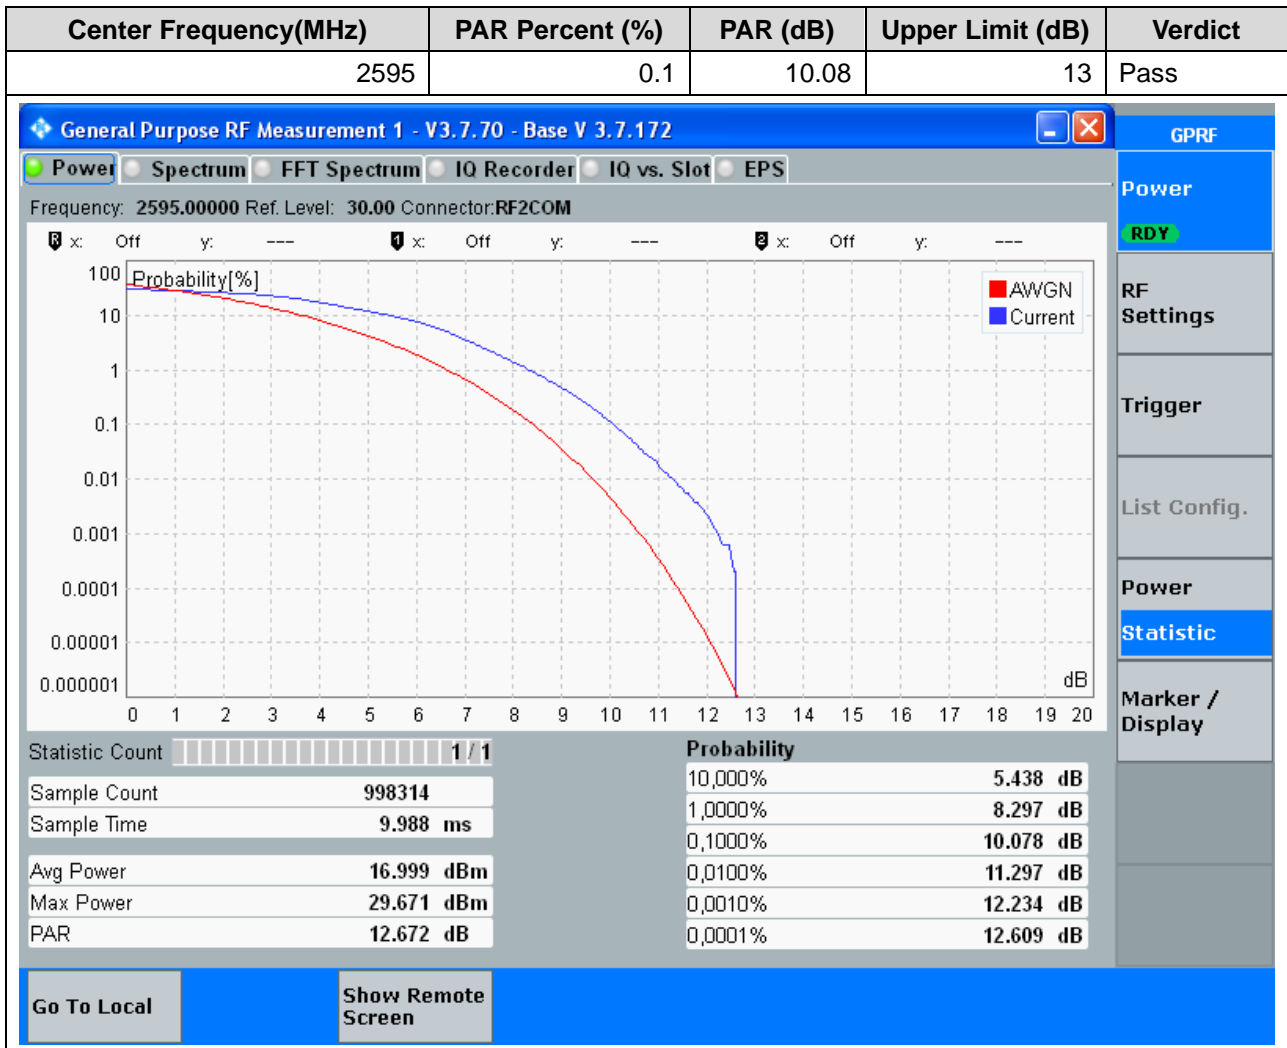 Center Frequency(MHz) PAR Percent (%) PAR (dB) Upper Limit (dB) Verdict
2595 0.1 10.08 13 Pass
General Purpose RF Measurement 1 - V3.7.70 - Base V 3.7.172
GPRF
Power Spectrum FFT Spectrum IQ Recorder IQ vs. Slot EPS
Frequency: 2595.00000 Ref. Level: 30.00 Connector:RF2COM
R x: Off y: --- 1 x: Off y: --- 2 x: Off y: ---
Probability[%]
100
10
1
0.1
0.01
0.001
0.0001
0.00001
0.000001
AWGN
Current
dB
0 1 2 3 4 5 6 7 8 9 10 11 12 13 14 15 16 17 18 19 20
Statistic Count 1 / 1
Sample Count 998314
Sample Time 9.988 ms
Avg Power 16.999 dBm
Max Power 29.671 dBm
PAR 12.672 dB
Probability
10,000% 5.438 dB
1,0000% 8.297 dB
0,1000% 10.078 dB
0,0100% 11.297 dB
0,0010% 12.234 dB
0,0001% 12.609 dB
Power
RDY
RF
Settings
Trigger
List Config.
Power
Statistic
Marker /
Display
Go To Local
Show Remote
Screen